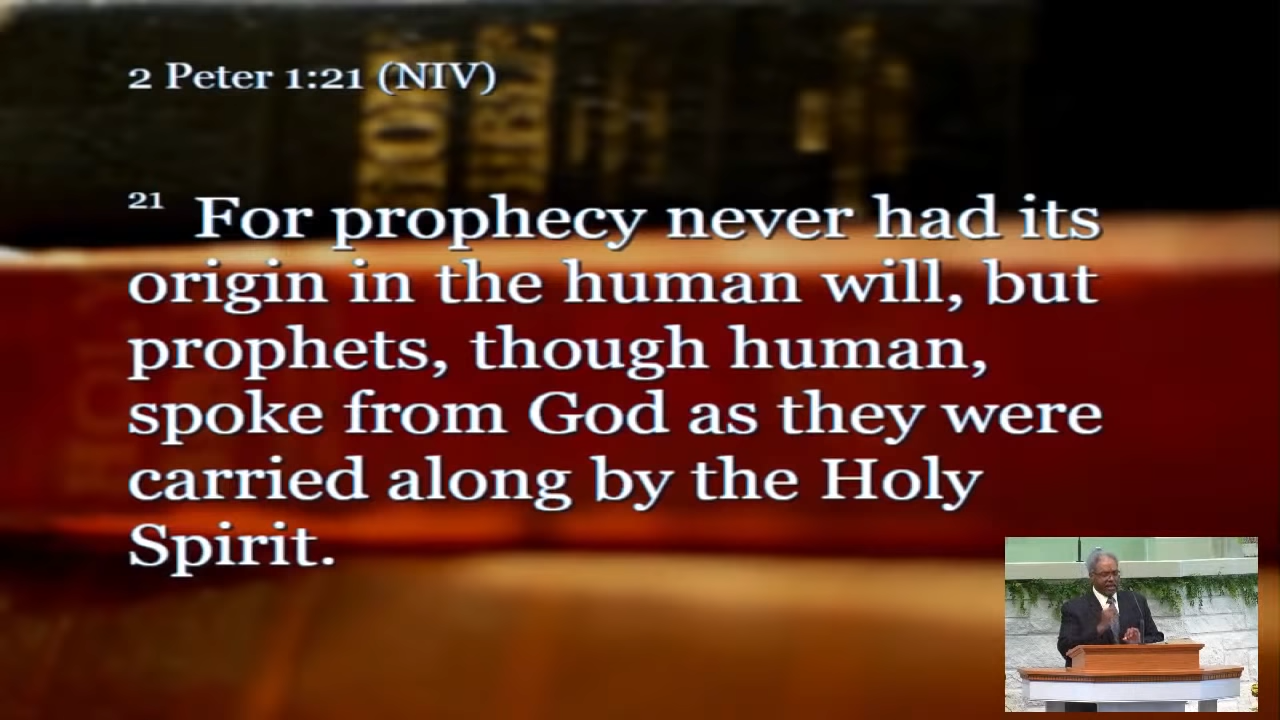 2 Peter 1:21 (NIV)
21 For prophecy never had its
origin in the human will, but
prophets, though human,
spoke from God as they were
carried along by the Holy
Spirit.